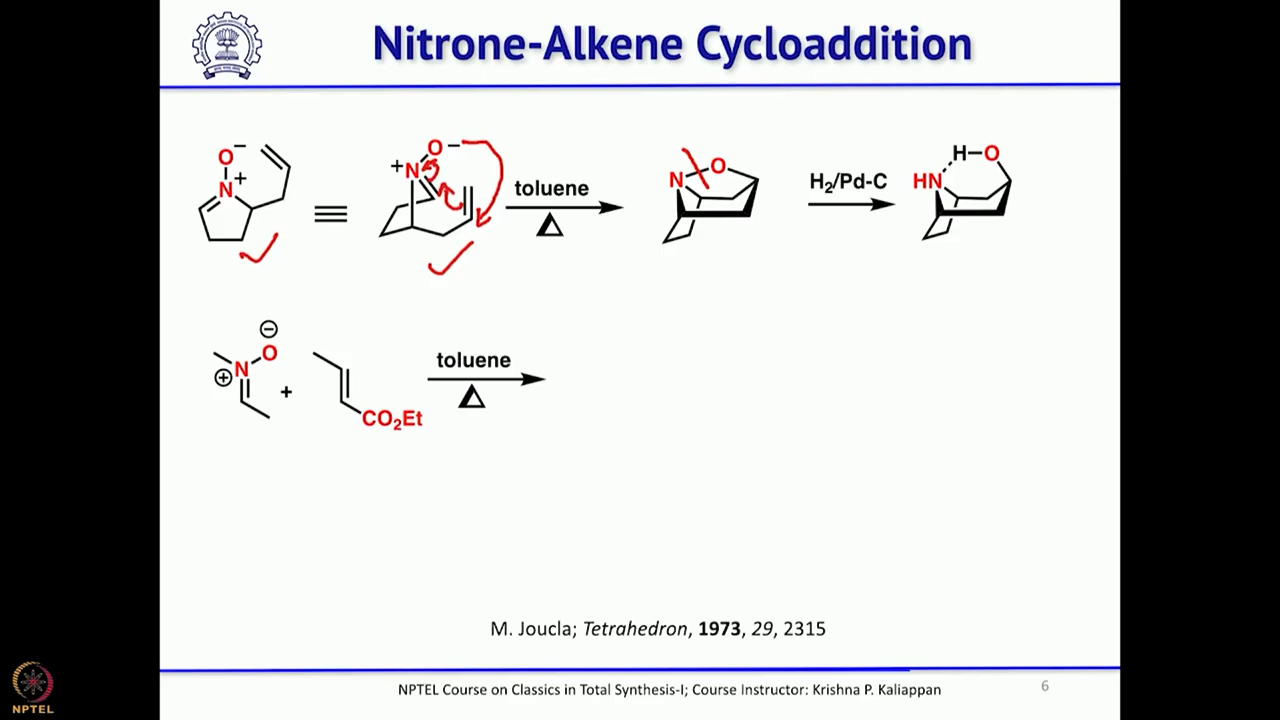 Nitrone-Alkene Cycloaddition
O−
N+
+N
O−
toluene
Δ
N
O
H₂/Pd-C
H-O
HN
⊖
O
N
⊕
+
CO₂Et
toluene
Δ
M. Joucla; Tetrahedron, 1973, 29, 2315
NPTEL Course on Classics in Total Synthesis-I; Course Instructor: Krishna P. Kaliappan
6
NPTEL